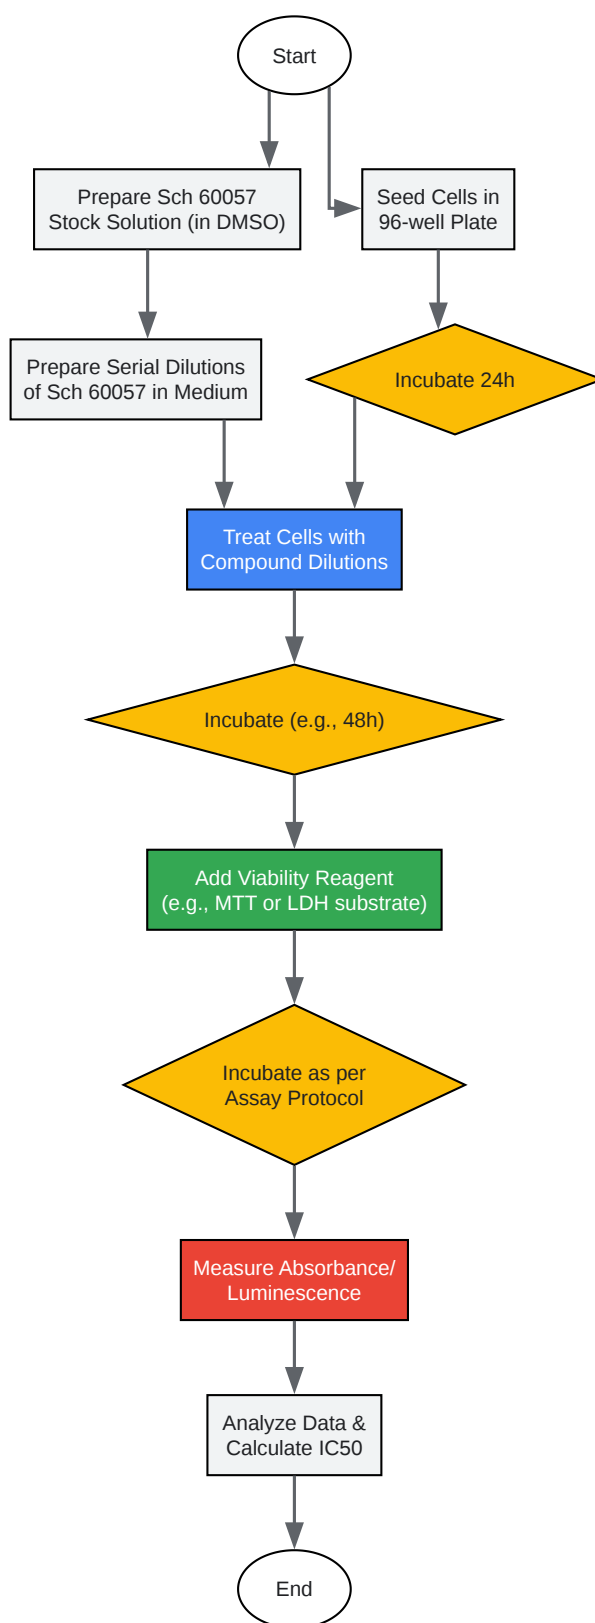 Start
Prepare Sch 60057
Stock Solution (in DMSO)
Seed Cells in
96-well Plate
Prepare Serial Dilutions
of Sch 60057 in Medium
Incubate 24h
Treat Cells with
Compound Dilutions
Incubate (e.g., 48h)
Add Viability Reagent
(e.g., MTT or LDH substrate)
Incubate as per
Assay Protocol
Measure Absorbance/
Luminescence
Analyze Data &
Calculate IC50
End